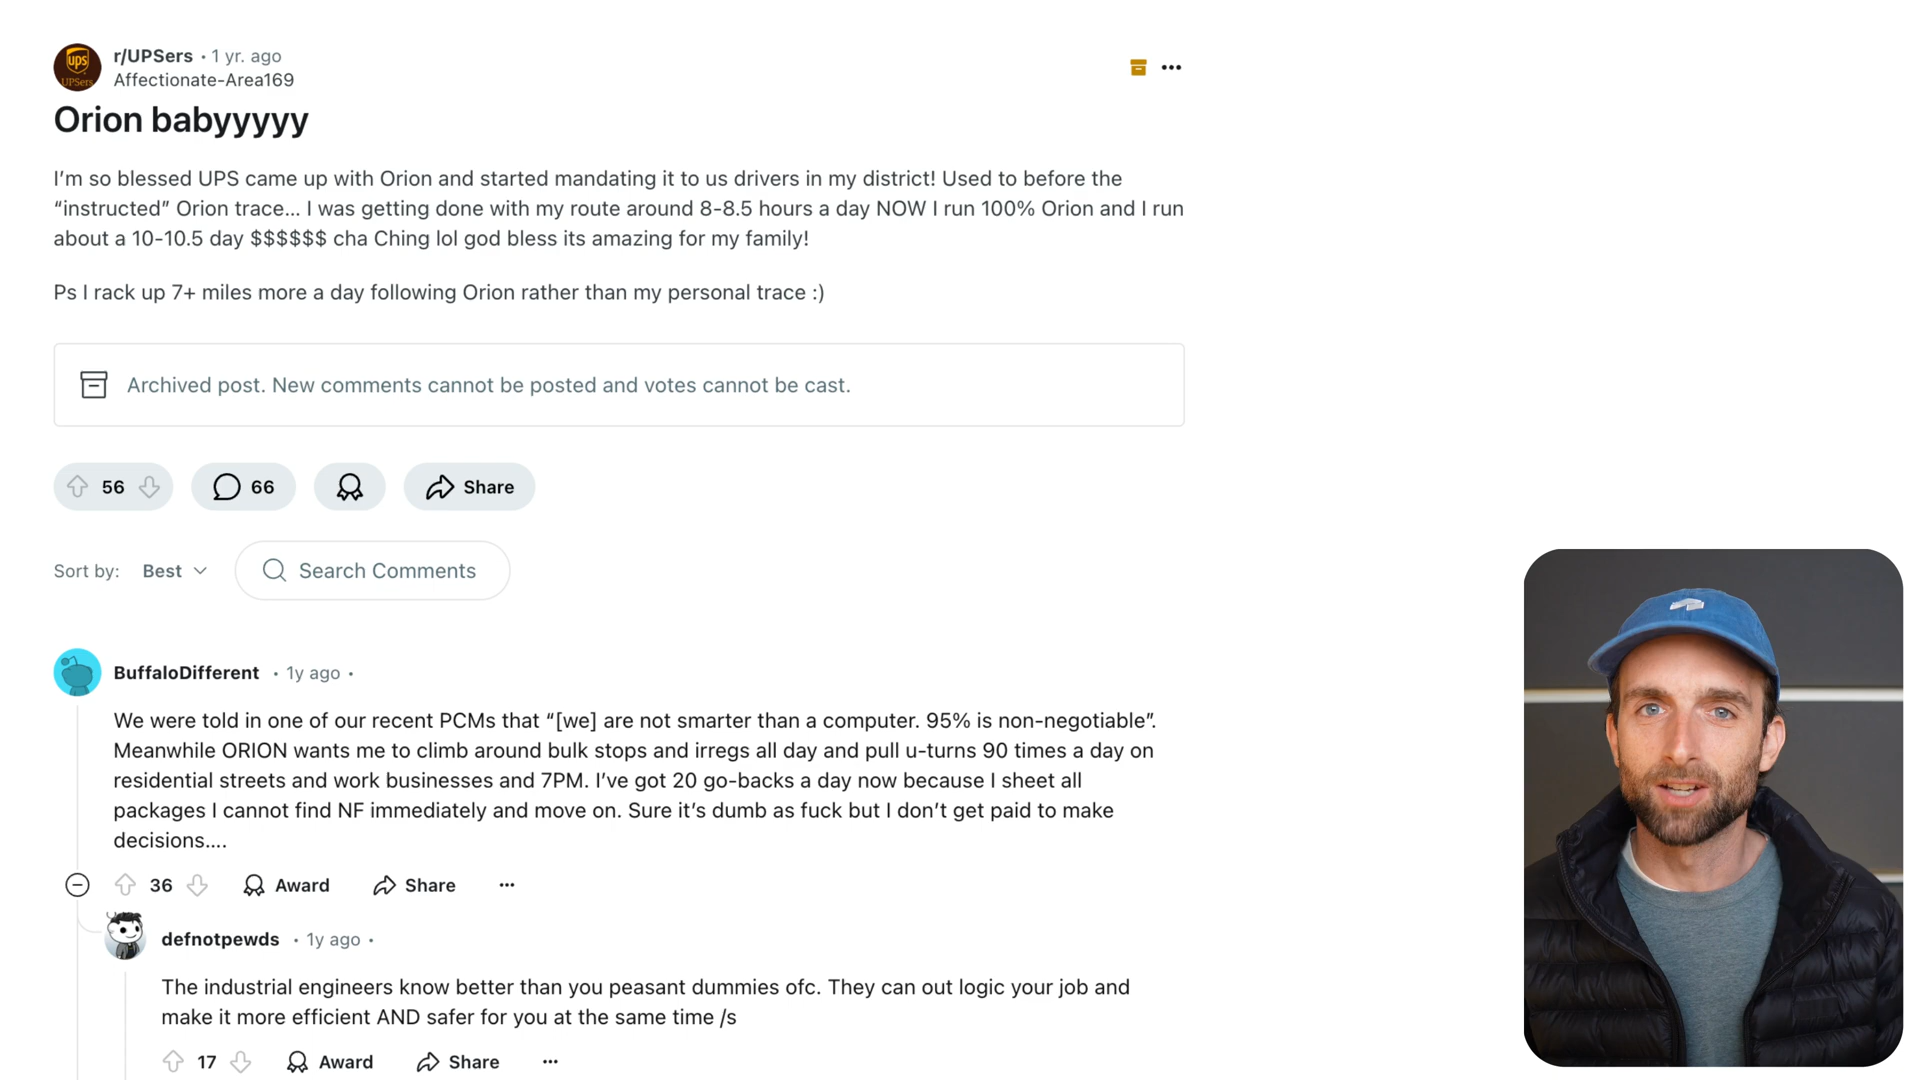 ups
UPSers
r/UPSers • 1 yr. ago
Affectionate-Area169
Orion babyyyyy
I’m so blessed UPS came up with Orion and started mandating it to us drivers in my district! Used to before the
“instructed” Orion trace... I was getting done with my route around 8-8.5 hours a day NOW I run 100% Orion and I run
about a 10-10.5 day $$$$$$ cha Ching lol god bless its amazing for my family!
Ps I rack up 7+ miles more a day following Orion rather than my personal trace :)
Archived post. New comments cannot be posted and votes cannot be cast.
56 66 Share
Sort by: Best Search Comments
BuffaloDifferent • 1y ago •
We were told in one of our recent PCMs that “[we] are not smarter than a computer. 95% is non-negotiable”.
Meanwhile ORION wants me to climb around bulk stops and irregs all day and pull u-turns 90 times a day on
residential streets and work businesses and 7PM. I’ve got 20 go-backs a day now because I sheet all
packages I cannot find NF immediately and move on. Sure it’s dumb as fuck but I don’t get paid to make
decisions....
36 Award Share
defnotpewds • 1y ago •
The industrial engineers know better than you peasant dummies ofc. They can out logic your job and
make it more efficient AND safer for you at the same time /s
17 Award Share